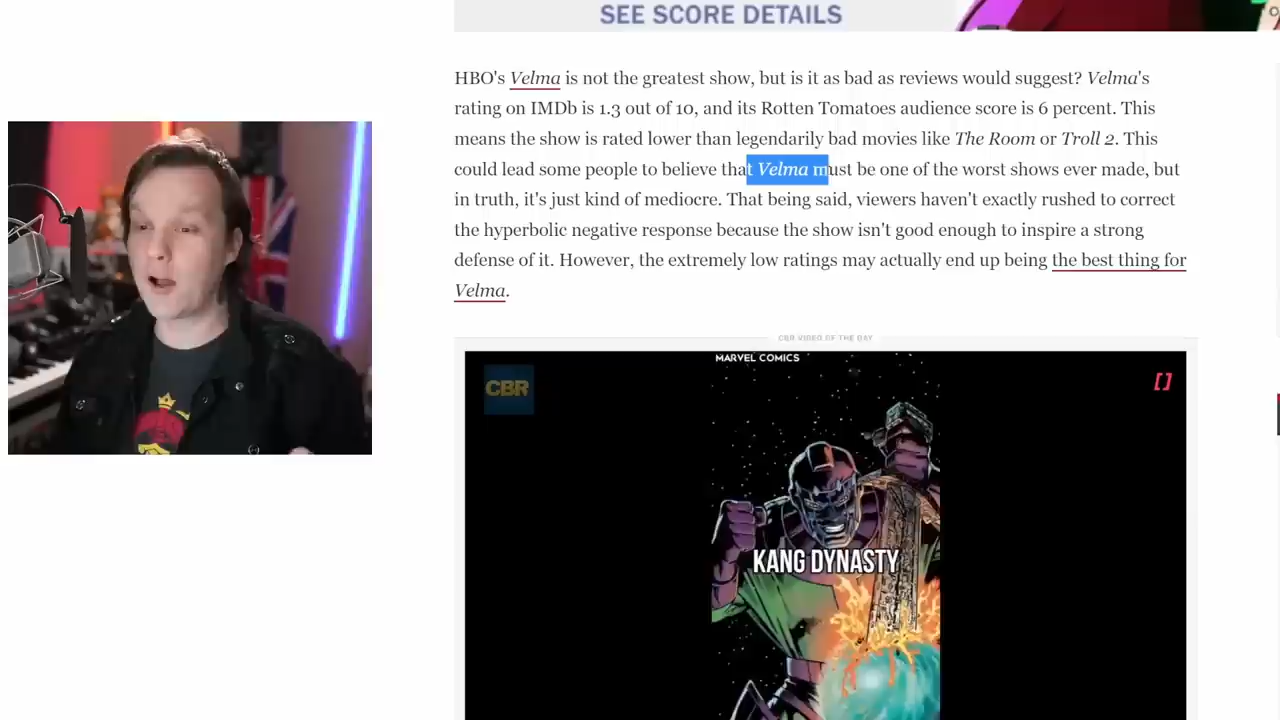 SEE SCORE DETAILS
HBO's Velma is not the greatest show, but is it as bad as reviews would suggest? Velma's
rating on IMDb is 1.3 out of 10, and its Rotten Tomatoes audience score is 6 percent. This
means the show is rated lower than legendarily bad movies like The Room or Troll 2. This
could lead some people to believe that Velma must be one of the worst shows ever made, but
in truth, it's just kind of mediocre. That being said, viewers haven't exactly rushed to correct
the hyperbolic negative response because the show isn't good enough to inspire a strong
defense of it. However, the extremely low ratings may actually end up being the best thing for
Velma.
CBR VIDEO OF THE DAY
MARVEL COMICS
CBR
KANG DYNASTY